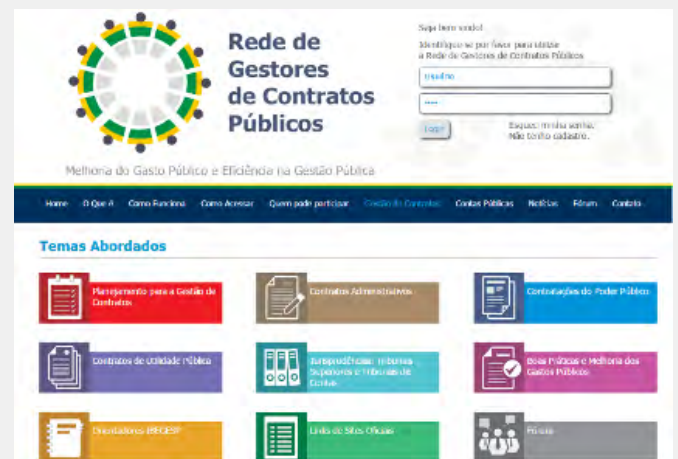 Rede de
Gestores
de Contratos
Públicos
Melhoria do Gasto Público e Eficiência na Gestão Pública
Seja bem vindo!
Identifique-se por favor para utilizar
a Rede de Gestores de Contratos Públicos
Usuário
Login
Esqueci minha senha.
Não tenho cadastro.
Home O Que é Como Funciona Como Acessar Quem pode participar Gestão de Contratos Contas Públicas Notícias Fórum Contato
Temas Abordados
Planejamento para a Gestão de
Contratos
Contratos Administrativos
Contratações do Poder Público
Contratos de Utilidade Pública
Jurisprudências: Tribunais
Superiores e Tribunais de
Contas
Boas Práticas e Melhoria dos
Gastos Públicos
Orientadores
Links de Sites Oficiais
Fórum